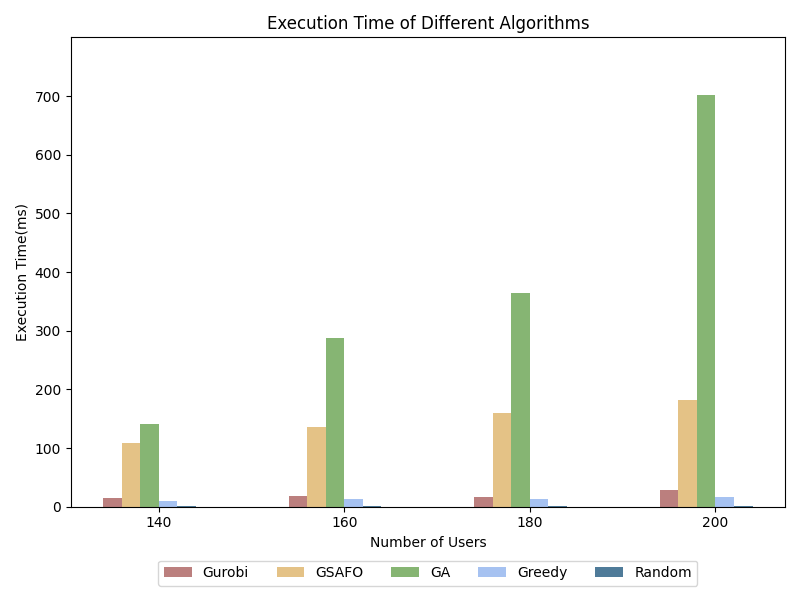 Execution Time of Different Algorithms
700
600
500
400
300
200
100
0
Execution Time(ms)
140 160 180 200
Number of Users
Gurobi GSAFO GA Greedy Random